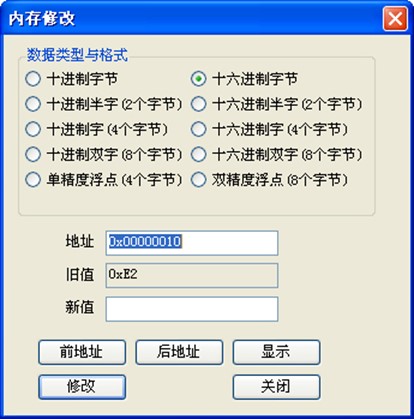 内存修改
数据类型与格式
十进制字节 十六进制字节
十进制半字(2个字节) 十六进制半字(2个字节)
十进制字(4个字节) 十六进制字(4个字节)
十进制双字(8个字节) 十六进制双字(8个字节)
单精度浮点(4个字节) 双精度浮点(8个字节)
地址 0x00000010
旧值 0xE2
新值
前地址 后地址 显示
修改 关闭